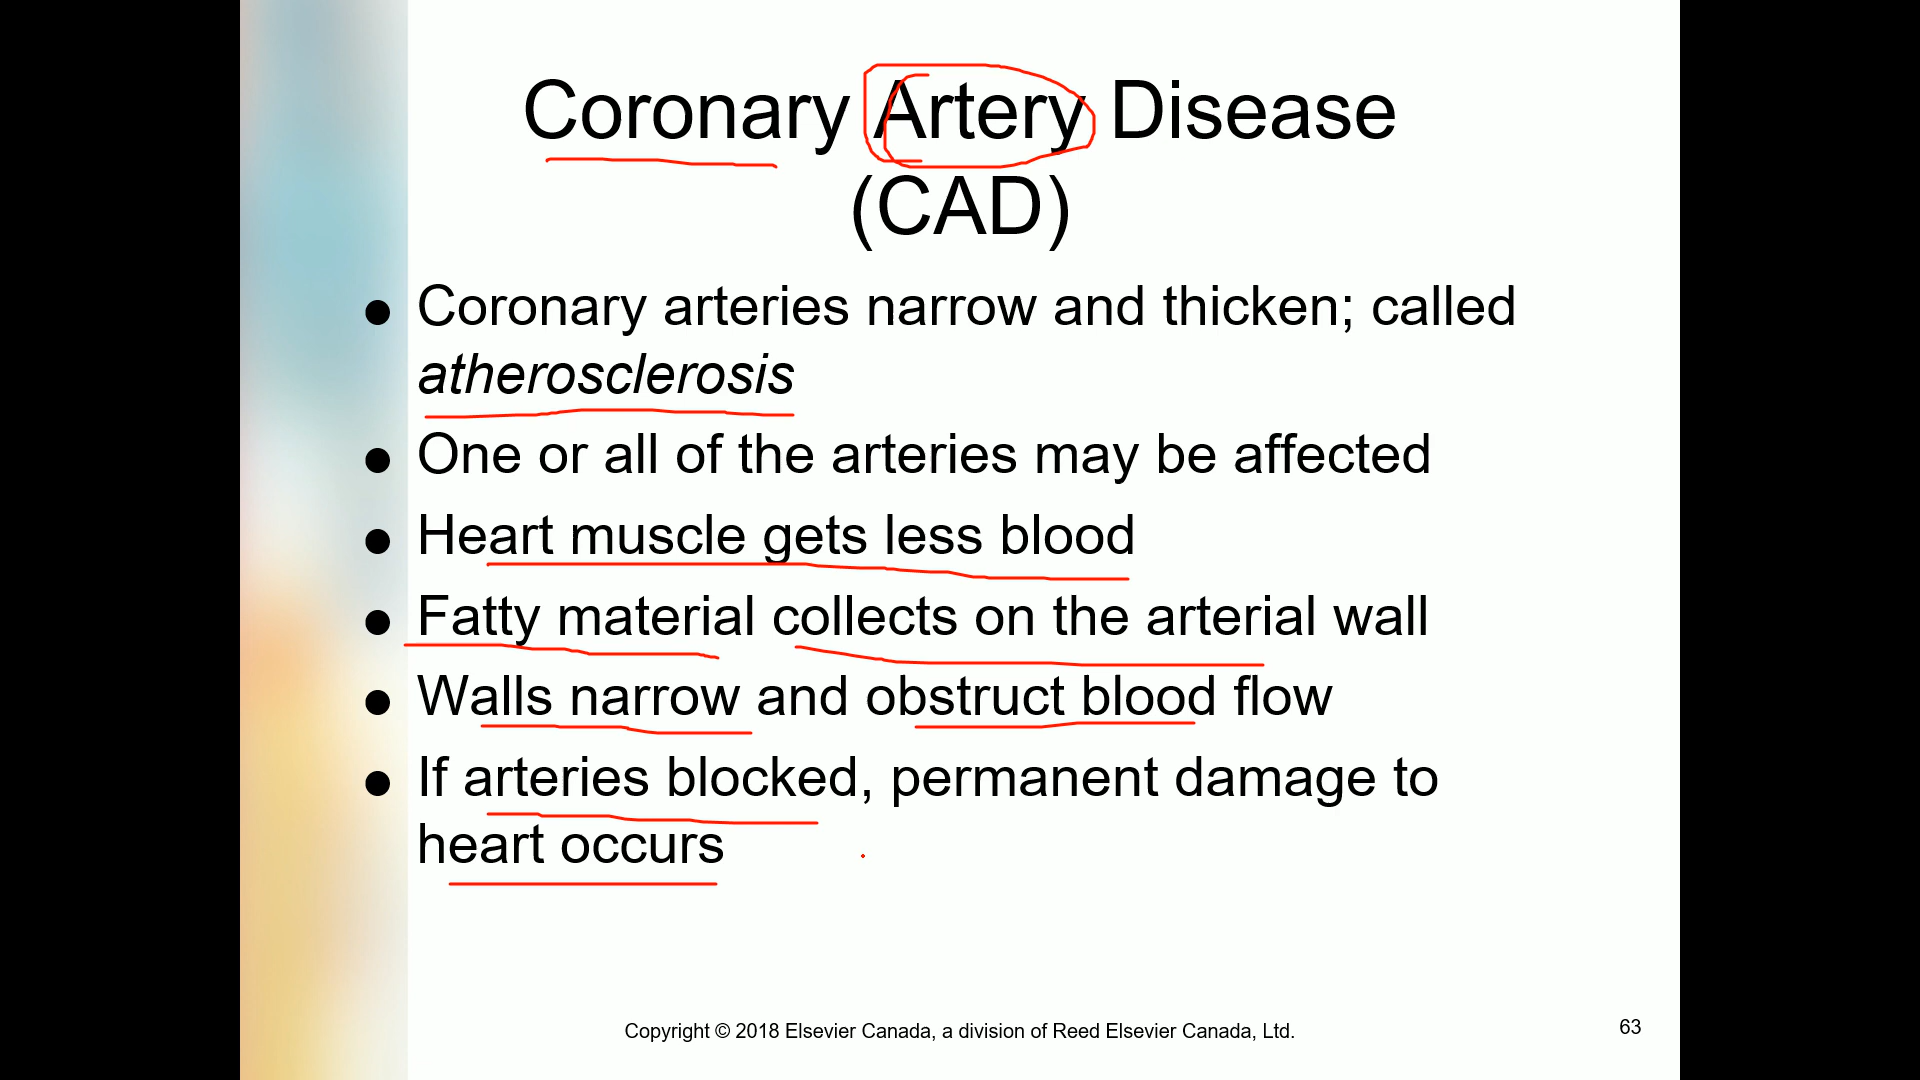 Coronary Artery Disease
(CAD)
● Coronary arteries narrow and thicken; called
atherosclerosis
● One or all of the arteries may be affected
● Heart muscle gets less blood
● Fatty material collects on the arterial wall
● Walls narrow and obstruct blood flow
● If arteries blocked, permanent damage to
heart occurs
Copyright © 2018 Elsevier Canada, a division of Reed Elsevier Canada, Ltd.
63